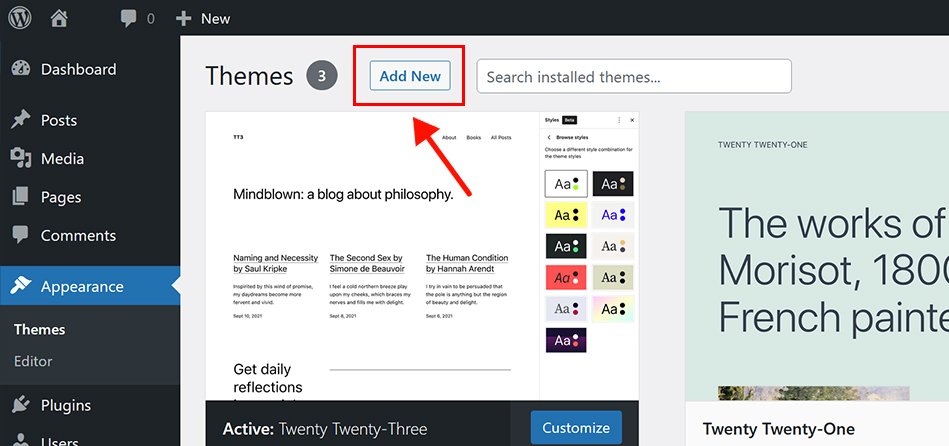 0
New
Dashboard
Posts
Media
Pages
Comments
Appearance
Themes
Editor
Plugins
Users
Themes
3
Add New
Search installed themes...
TT3
About Books All Posts
Mindblown: a blog about philosophy.
Naming and Necessity
by Saul Kripke
Inspired by this wind of promise,
my daydreams become more
fervent and vivid.
Sept 10, 2021
The Second Sex by
Simone de Beauvoir
I feel a cold northern breeze play
upon my cheeks, which braces my
nerves and fills me with delight.
Sept 8, 2021
The Human Condition
by Hannah Arendt
I try in vain to be persuaded that
the pole is anything but the region
of beauty and delight.
Sept 6, 2021
Get daily
reflections
Styles Beta
Browse styles
Choose a different style combination for
the theme styles
Aa Aa
Aa Aa
Aa Aa
Aa Aa
Aa Aa
Aa
Active: Twenty Twenty-Three
Customize
TWENTY TWENTY-ONE
The works of
Morisot, 1800
French painte
Twenty Twenty-One